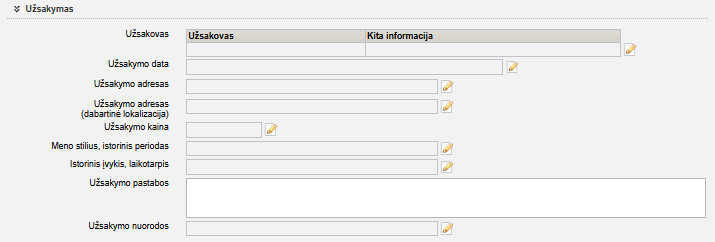 Užsakymas
Užsakovas Užsakovas Kita informacija
Užsakymo data
Užsakymo adresas
Užsakymo adresas
(dabartinė lokalizacija)
Užsakymo kaina
Meno stilius, istorinis periodas
Istorinis įvykis, laikotarpis
Užsakymo pastabos
Užsakymo nuorodos